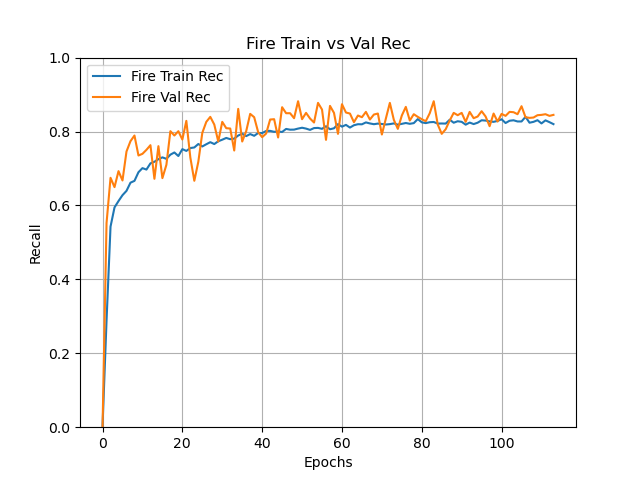 Fire Train vs Val Rec
Fire Train Rec
Fire Val Rec
1.0
0.8
0.6
0.4
0.2
0.0
Recall
0 20 40 60 80 100
Epochs